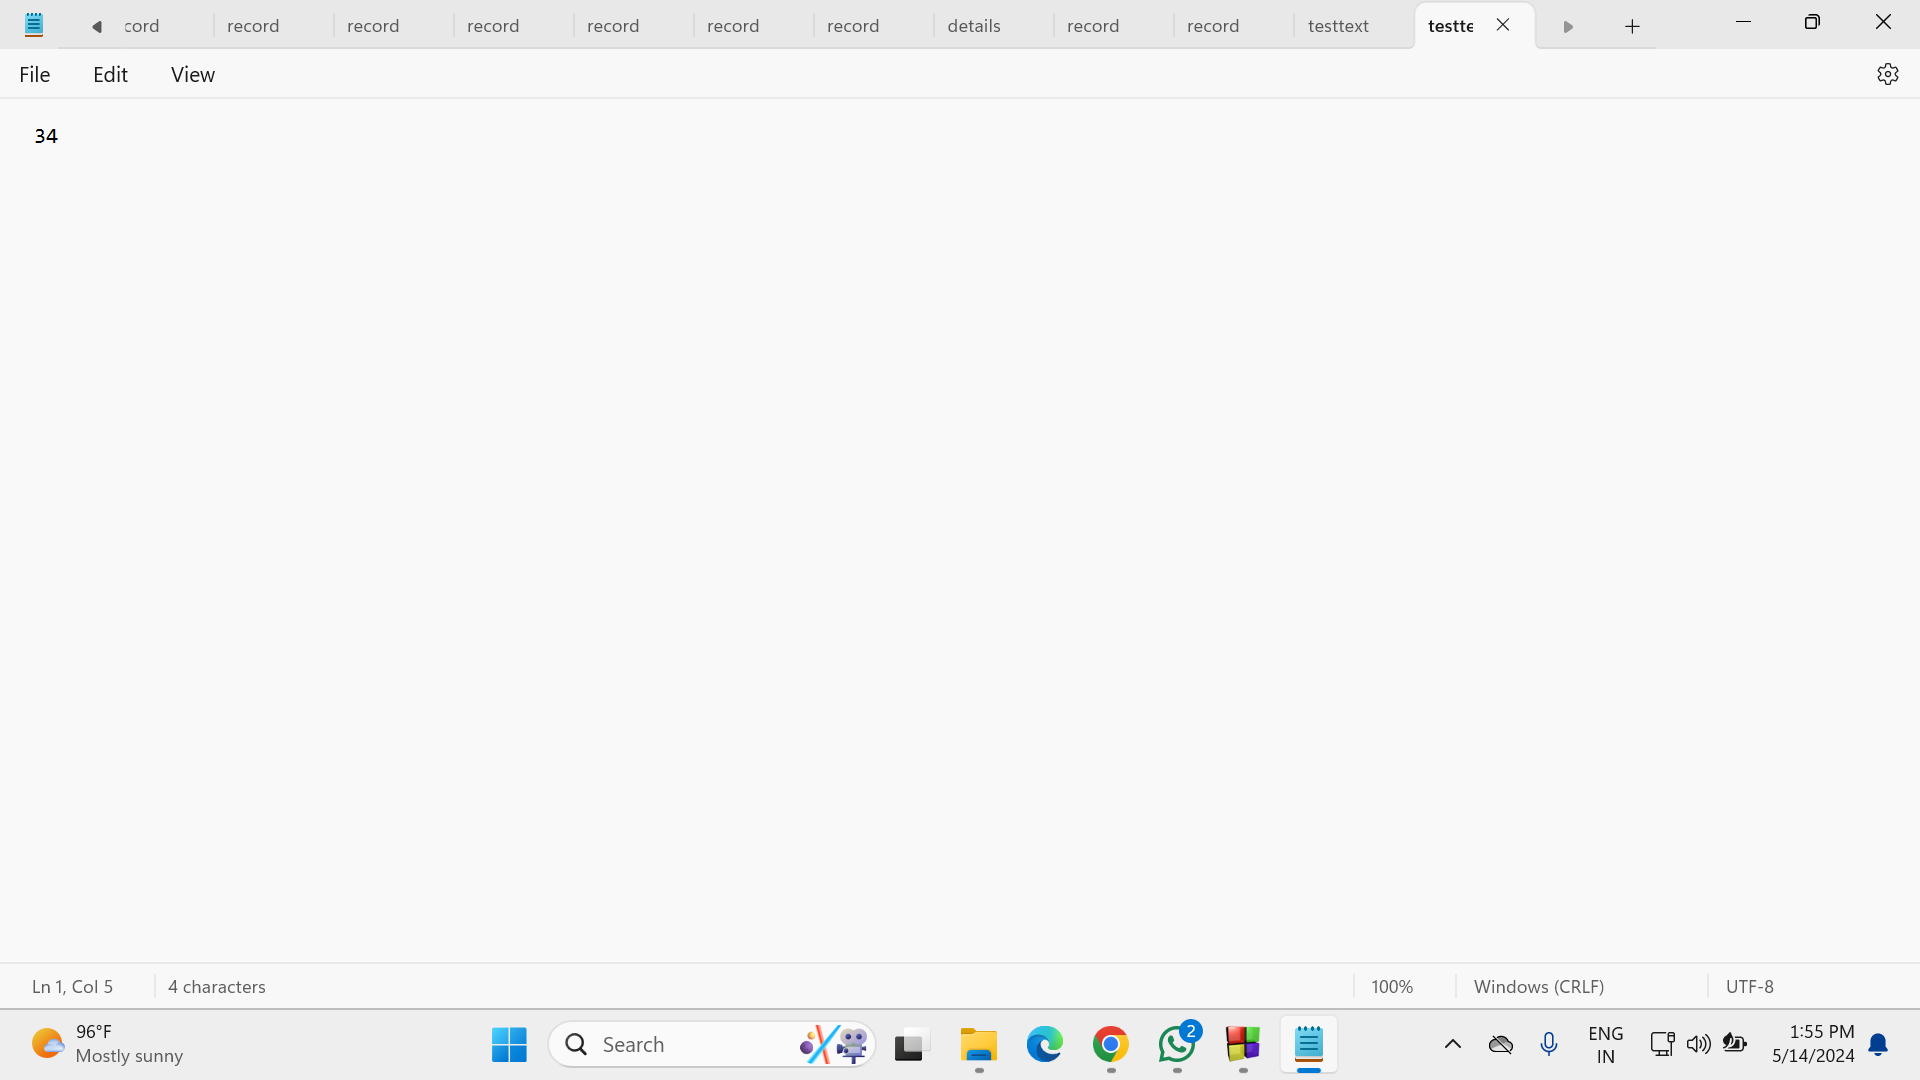 cord record record record record record record details record record testtext testte
File Edit View
34
Ln 1, Col 5 4 characters 100% Windows (CRLF) UTF-8
96°F
Mostly sunny
Search
2
ENG
IN
1:55 PM
5/14/2024